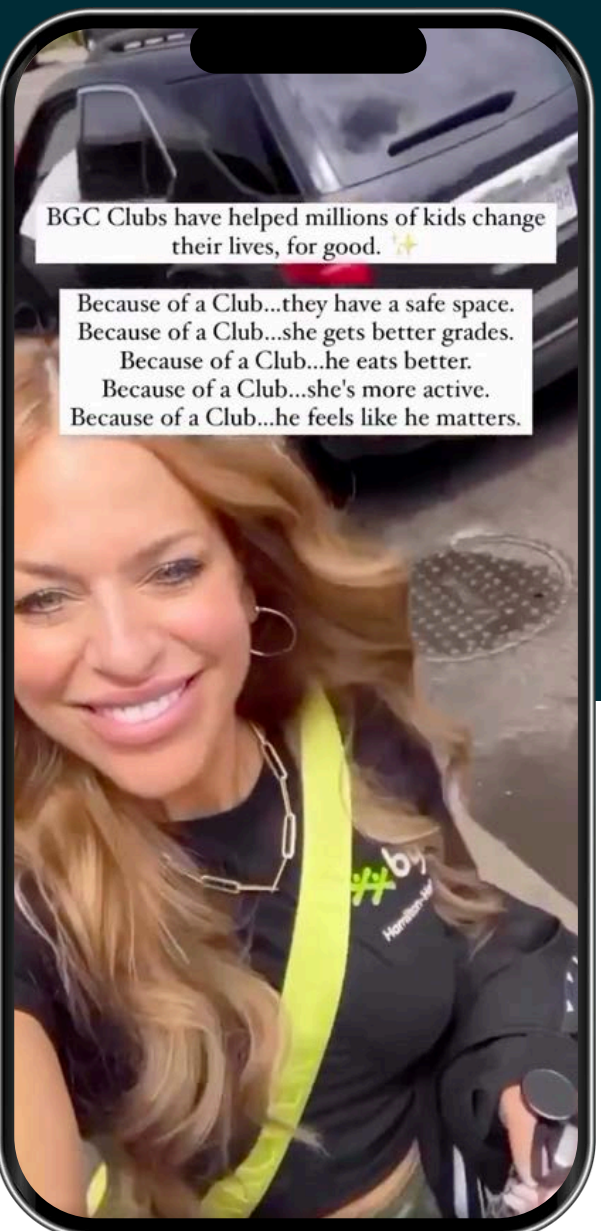 BGC Clubs have helped millions of kids change
their lives, for good. ✨
Because of a Club...they have a safe space.
Because of a Club...she gets better grades.
Because of a Club...he eats better.
Because of a Club...she's more active.
Because of a Club...he feels like he matters.